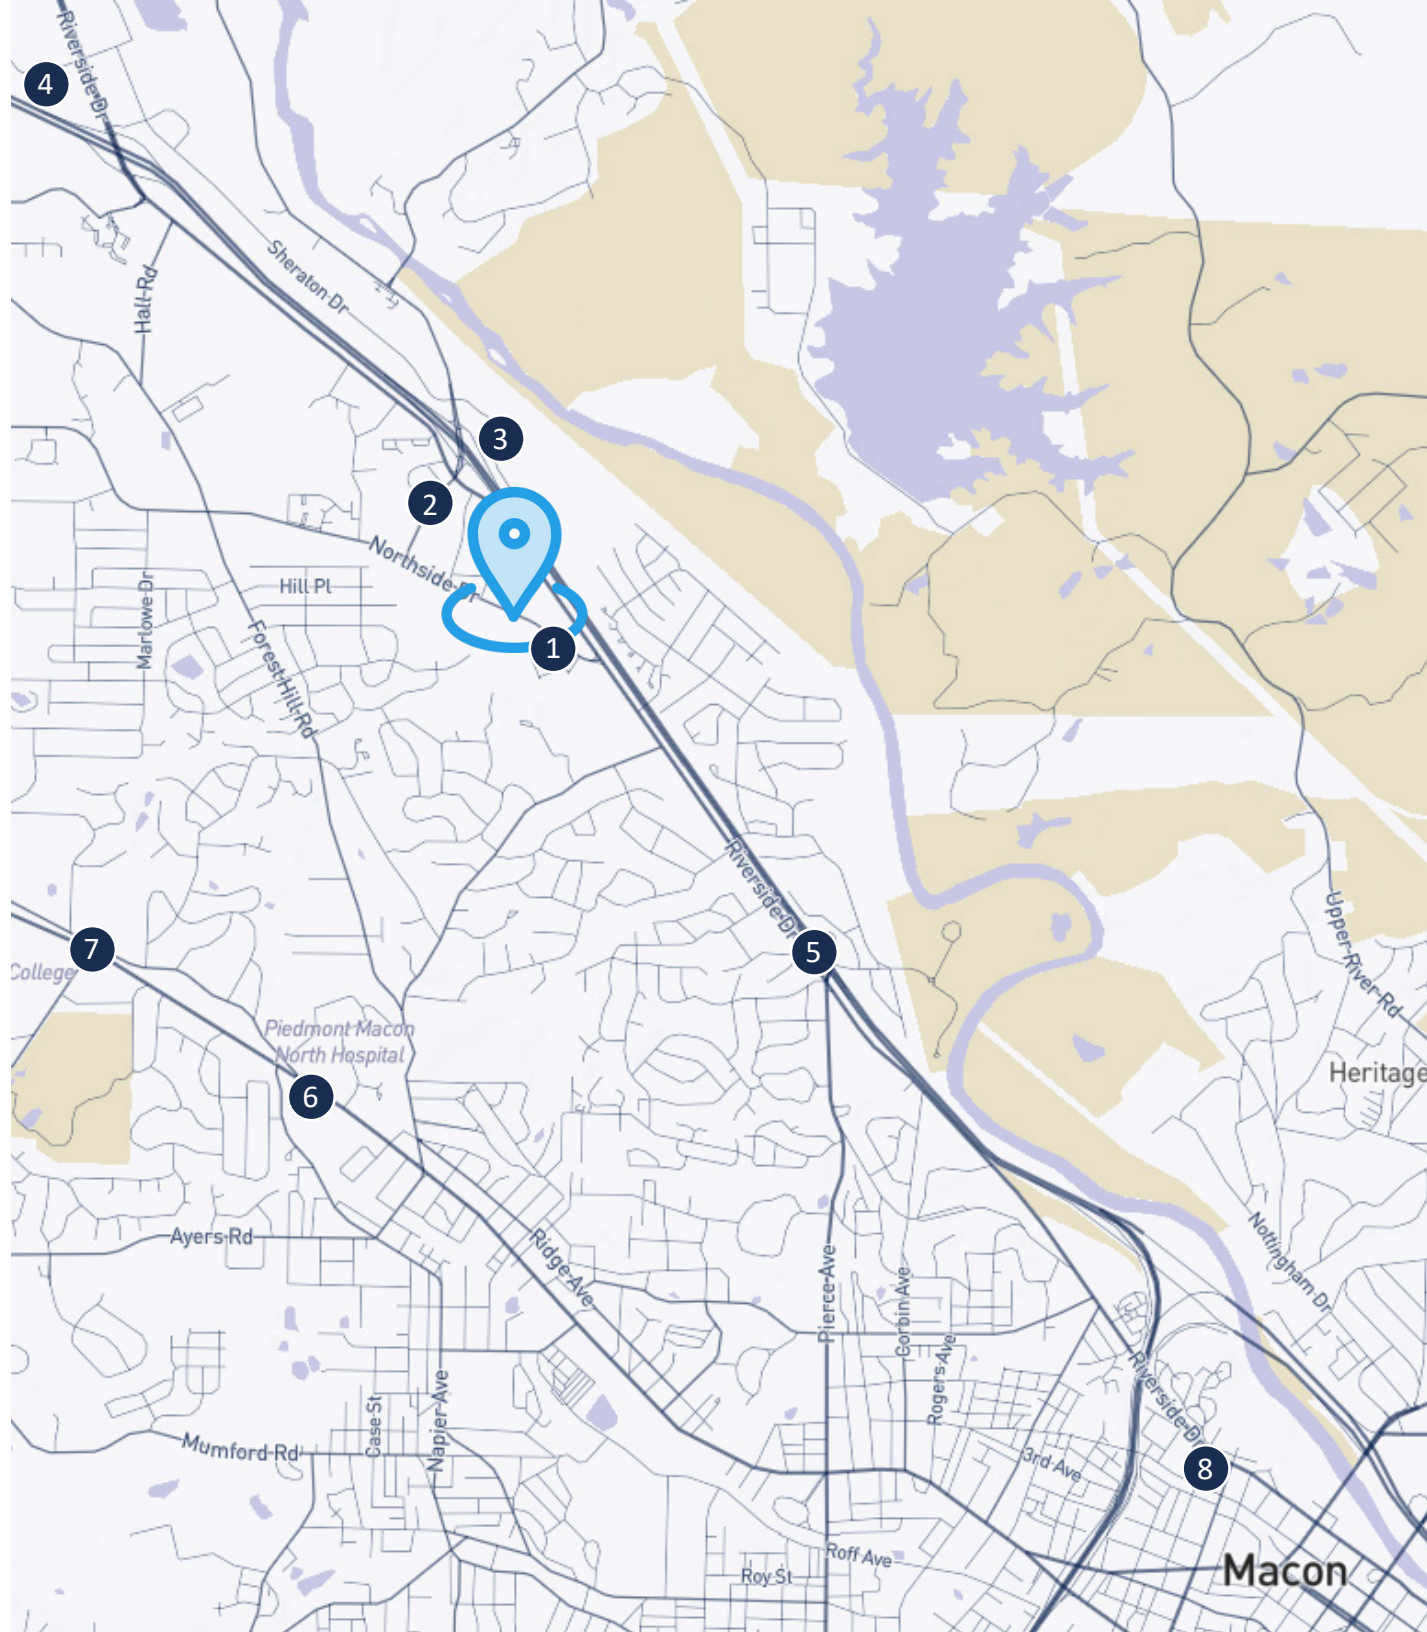 Riverside-Dr
4
Sheraton-Dr
Hall-Rd
3
2
Northside-Dr
Hill Pl
Marlowe-Dr
1
Forest-Hill-Rd
Riverside-Dr
Upper-River-Rd
7
College
5
Piedmont Macon
North Hospital
6
Heritage
Ayers-Rd
Ridge-Ave
Nottingham-Dr
Pierce-Ave
Corbin-Ave
Rogers-Ave
Riverside-Dr
Case-St
Napier-Ave
Mumford-Rd
3rd-Ave
8
Roff-Ave
Roy-St
Macon